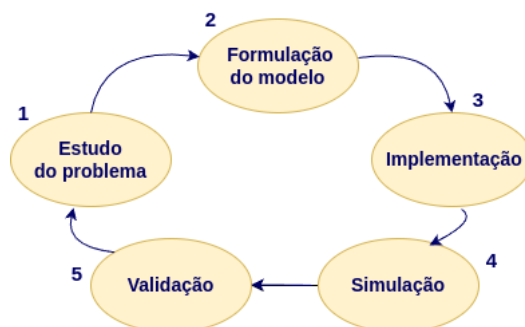 1
Estudo
do problema
2
Formulação
do modelo
3
Implementação
4
Simulação
5
Validação